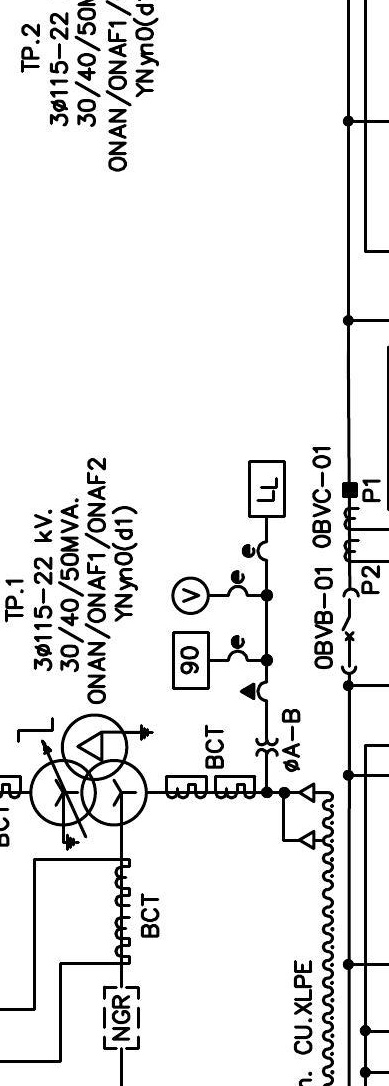 TP.2
3ø115-22
30/40/50M
ONAN/ONAF1/
YNyn0(d1
TP.1
3ø115-22 kV.
30/40/50MVA.
ONAN/ONAF1/ONAF2
YNyn0(d1)
LL
e
V
e
90
e
BCT
øA-B
BCT
BCT
NGR
0BVB-01
0BVC-01
P1
P2
CU.XLPE